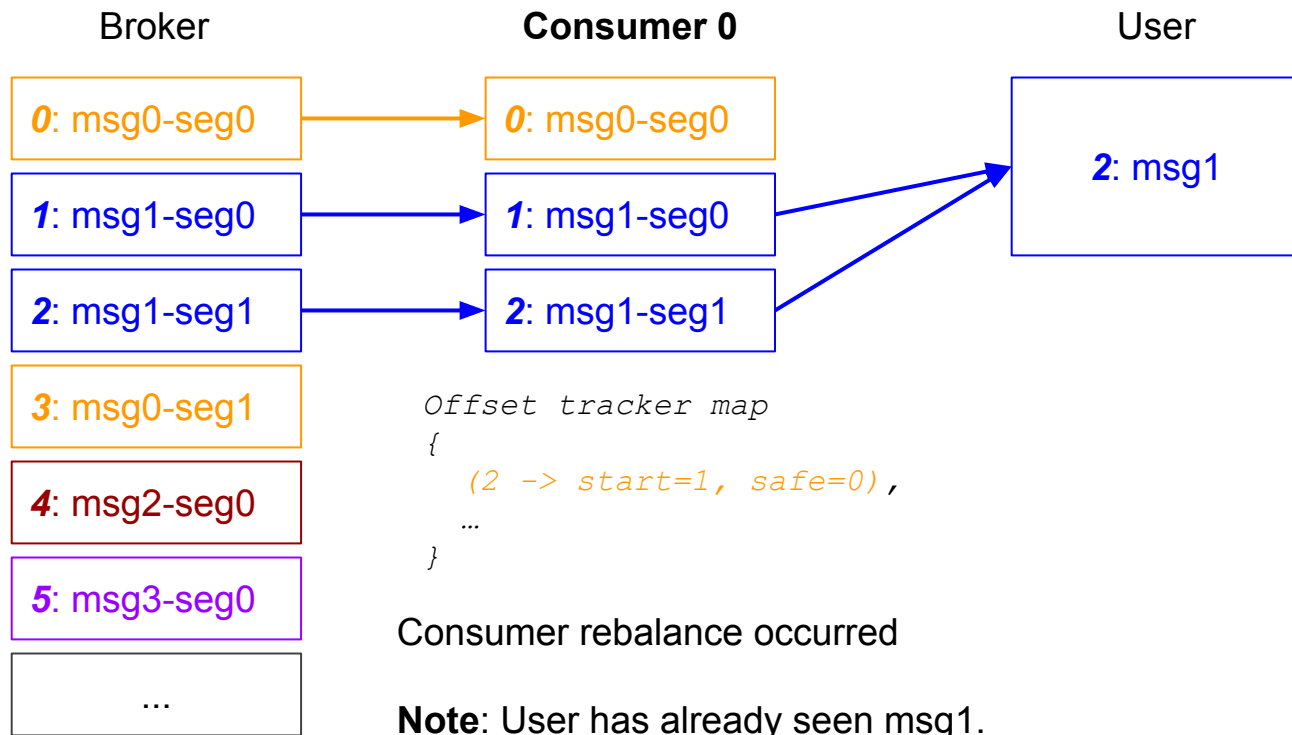 Broker
Consumer 0
User
0: msg0-seg0
0: msg0-seg0
2: msg1
1: msg1-seg0
1: msg1-seg0
2: msg1-seg1
2: msg1-seg1
3: msg0-seg1
4: msg2-seg0
5: msg3-seg0
...
Offset tracker map
{
(2 -> start=1, safe=0),
…
}
Consumer rebalance occurred
Note: User has already seen msg1.